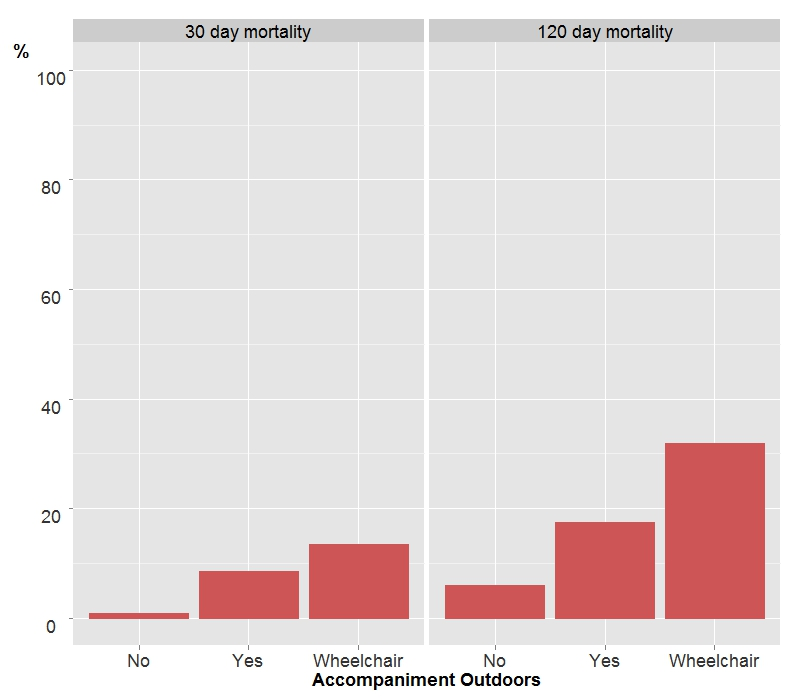 30 day mortality 120 day mortality
%
100
80
60
40
20
0
No Yes Wheelchair No Yes Wheelchair
Accompaniment Outdoors